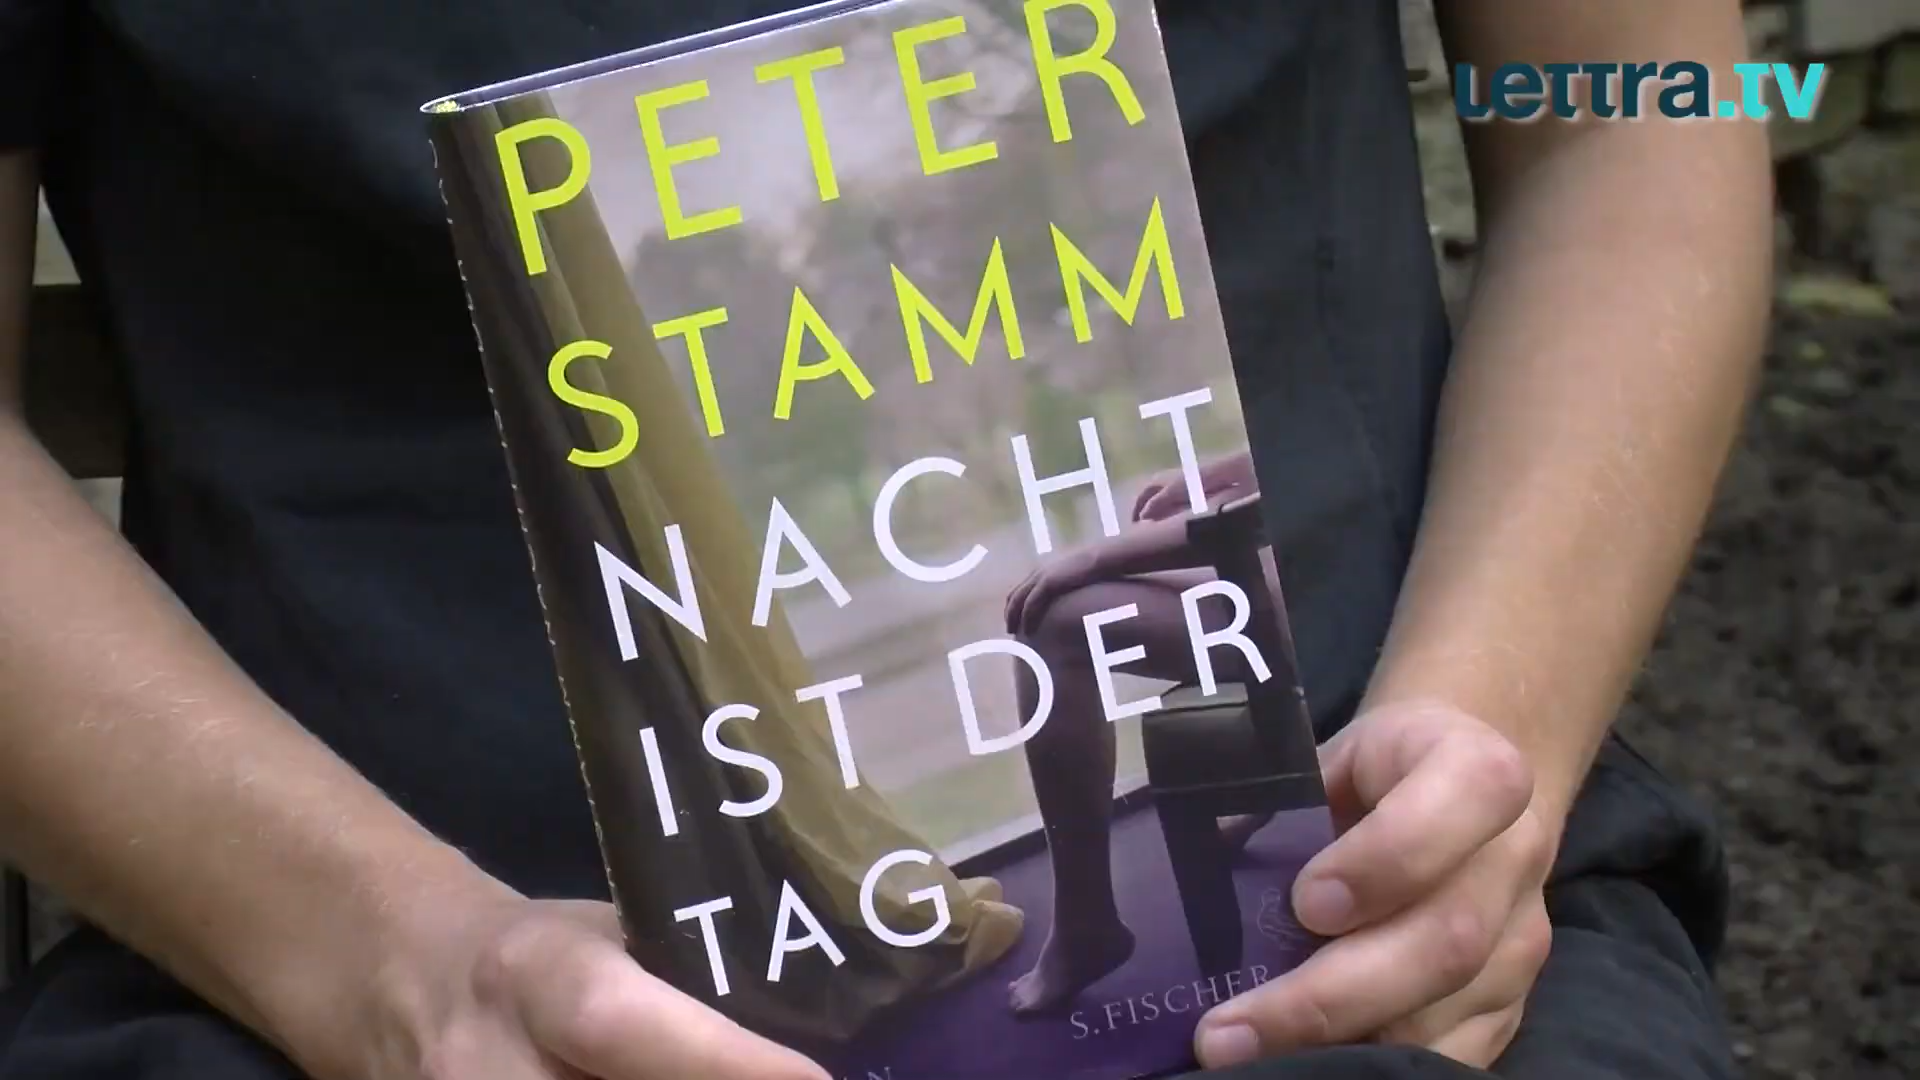 LETTRA.TV
PETER
STAMM
NACHT
IST DER
TAG
S. FISCHER